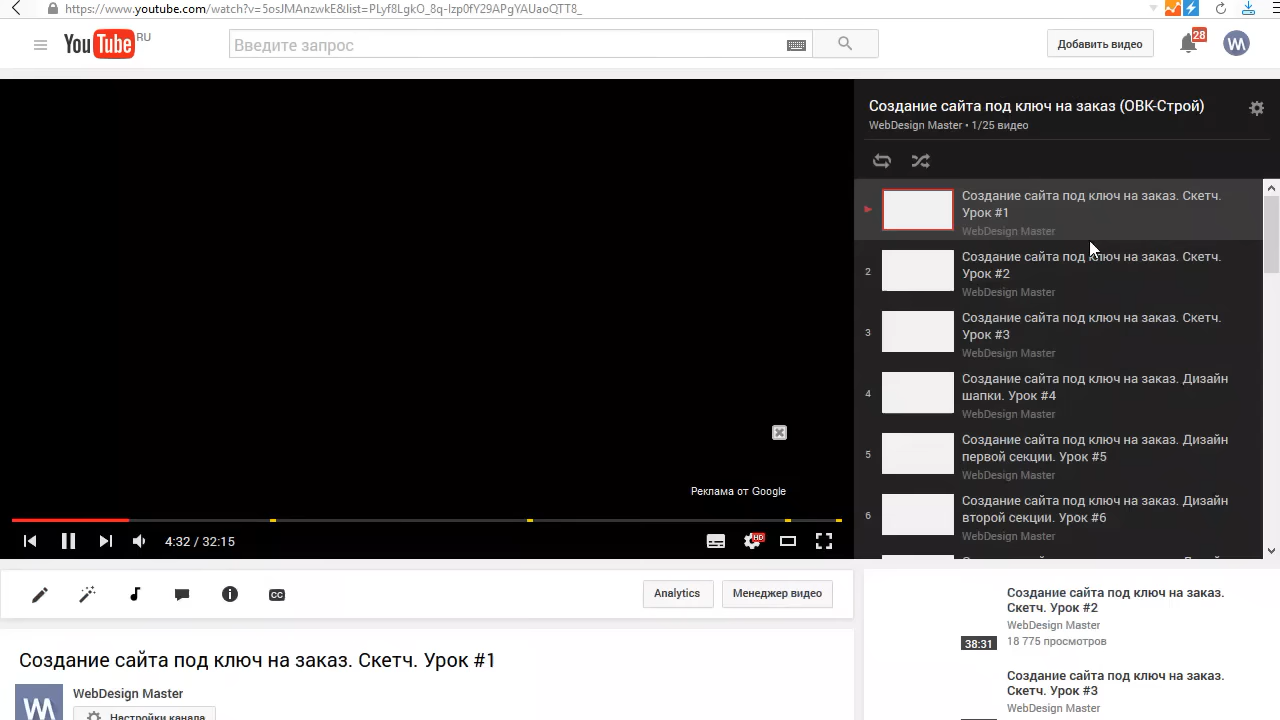 https://www.youtube.com/watch?v=5osJMAnzwkE&list=PLyf8LgkO_8q-Izp0fY29APgYAUaoQTT8_
YouTube RU
Введите запрос
Добавить видео
28
Создание сайта под ключ на заказ (ОВК-Строй)
WebDesign Master • 1/25 видео
Создание сайта под ключ на заказ. Скетч.
Урок #1
WebDesign Master
2
Создание сайта под ключ на заказ. Скетч.
Урок #2
WebDesign Master
3
Создание сайта под ключ на заказ. Скетч.
Урок #3
WebDesign Master
4
Создание сайта под ключ на заказ. Дизайн
шапки. Урок #4
WebDesign Master
5
Создание сайта под ключ на заказ. Дизайн
первой секции. Урок #5
WebDesign Master
6
Создание сайта под ключ на заказ. Дизайн
второй секции. Урок #6
WebDesign Master
Реклама от Google
4:32 / 32:15
HD
CC
Analytics
Менеджер видео
Создание сайта под ключ на заказ. Скетч. Урок #1
WebDesign Master
Настройки канала
Создание сайта под ключ на заказ.
Скетч. Урок #2
WebDesign Master
18 775 просмотров
38:31
Создание сайта под ключ на заказ.
Скетч. Урок #3
WebDesign Master